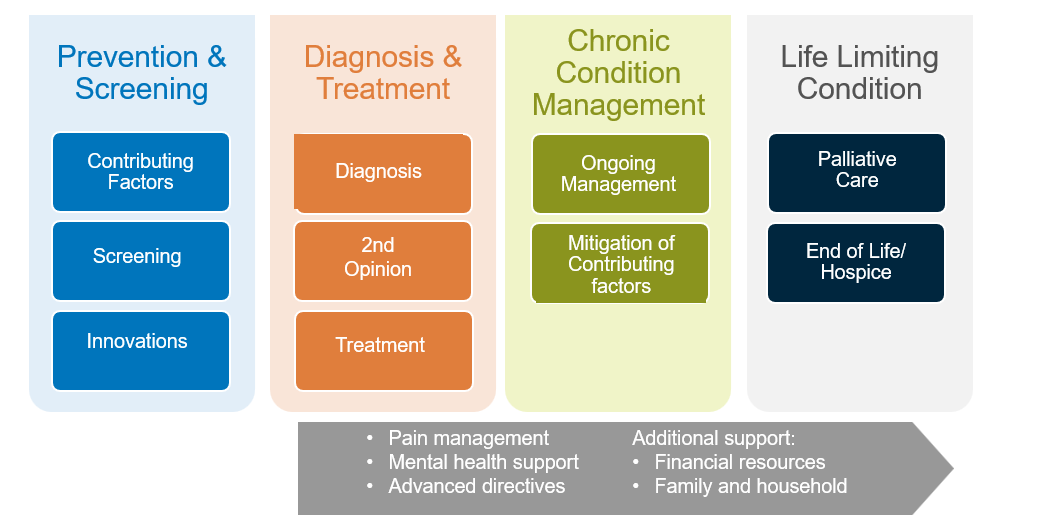 Prevention &
Screening
Contributing
Factors
Screening
Innovations
Diagnosis &
Treatment
Diagnosis
2nd
Opinion
Treatment
Chronic
Condition
Management
Ongoing
Management
Mitigation of
Contributing
factors
Life Limiting
Condition
Palliative
Care
End of Life/
Hospice
• Pain management
• Mental health support
• Advanced directives
Additional support:
• Financial resources
• Family and household